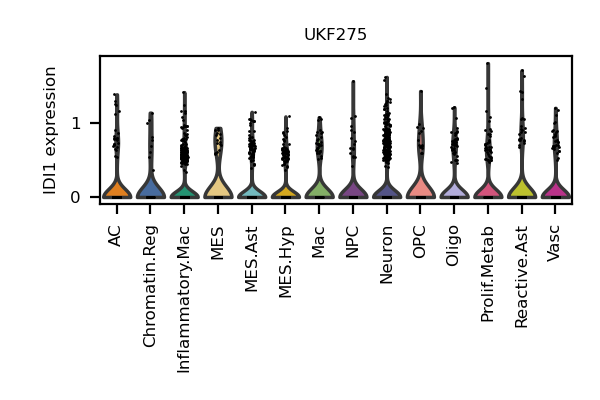 UKF275
IDI1 expression
1
0
AC
Chromatin.Reg
Inflammatory.Mac
MES
MES.Ast
MES.Hyp
Mac
NPC
Neuron
OPC
Oligo
Prolif.Metab
Reactive.Ast
Vasc